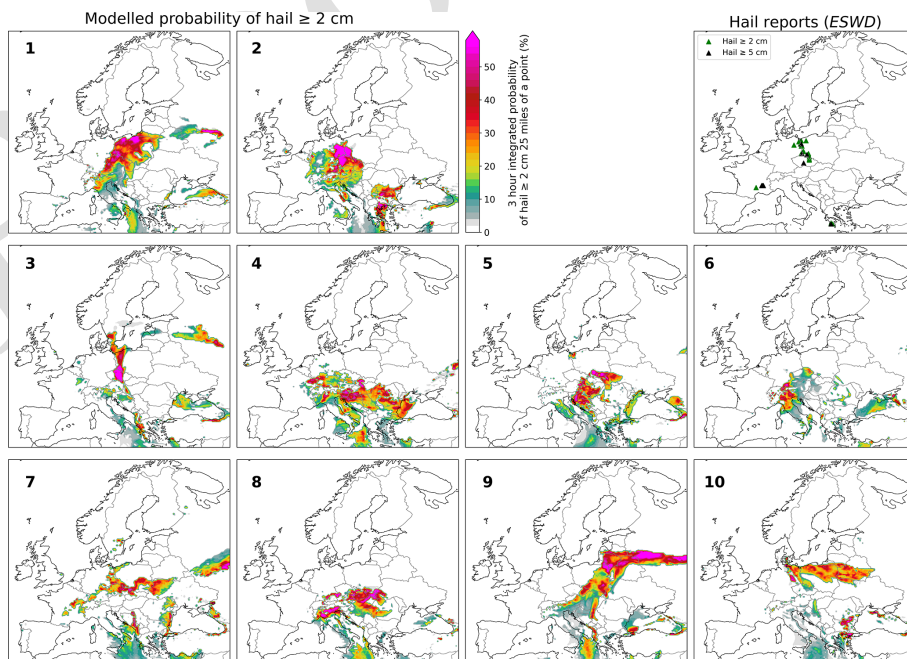 Modelled probability of hail ≥ 2 cm
Hail reports (ESWD)
1
2
50
40
30
20
10
0
3 hour integrated probability
of hail ≥ 2 cm 25 miles of a point (%)
Hail ≥ 2 cm
Hail ≥ 5 cm
3
4
5
6
7
8
9
10